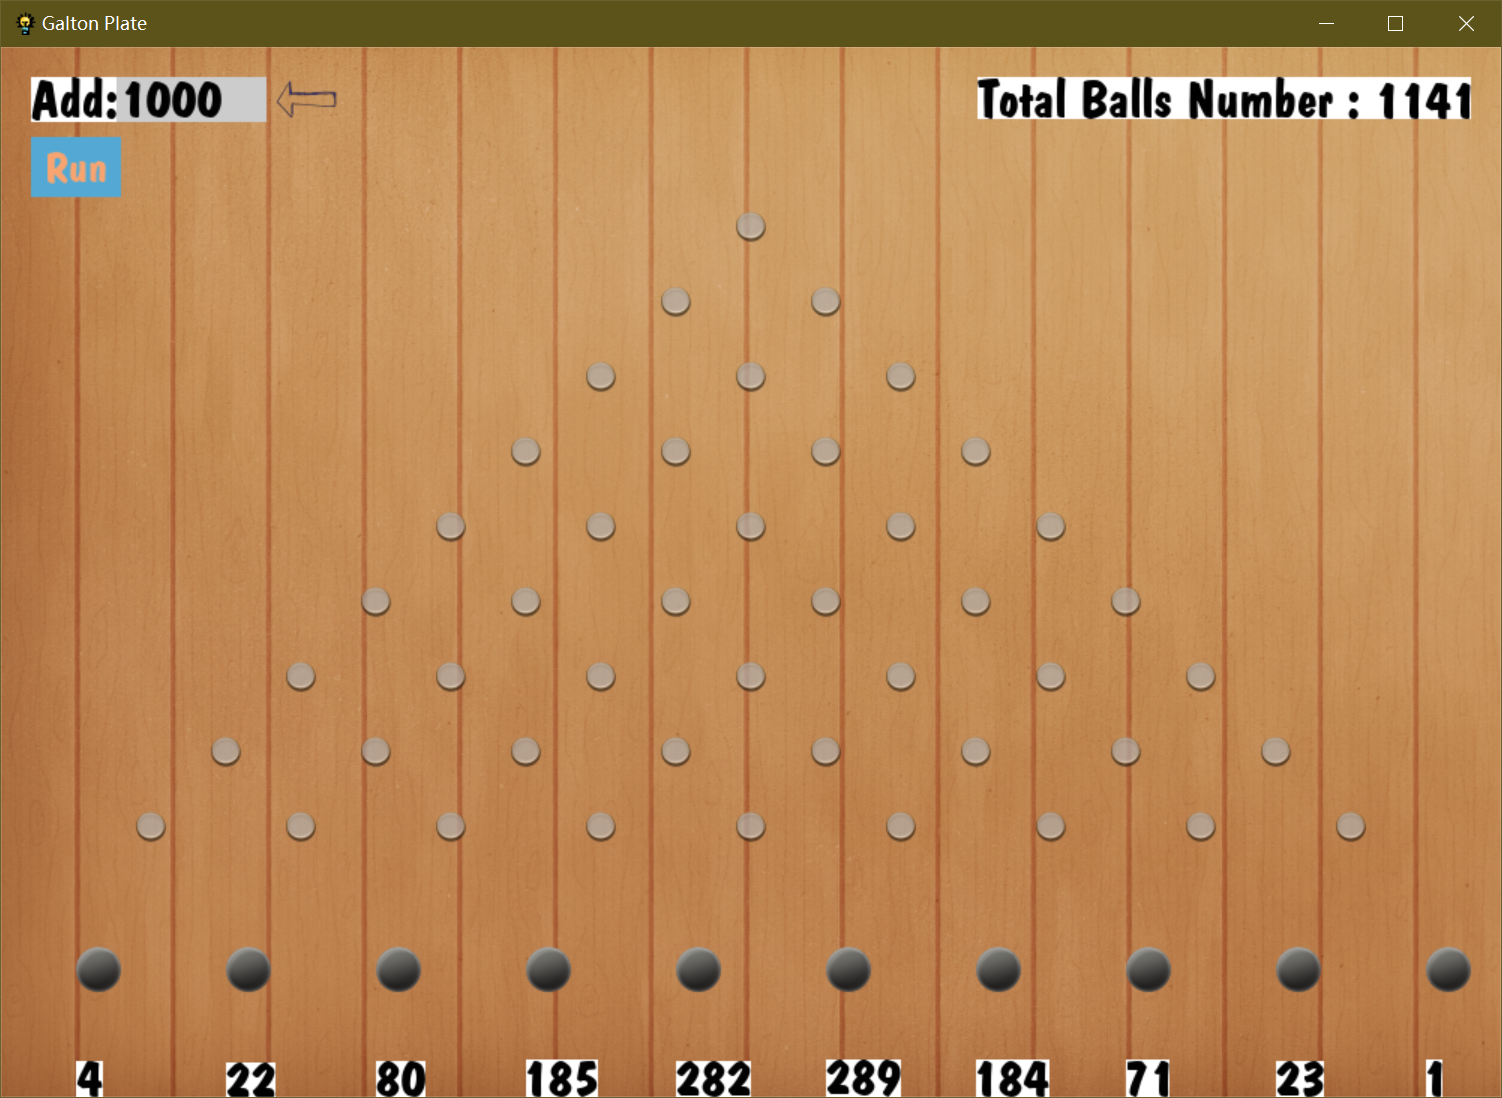 Galton Plate
Add:1000
Total Balls Number : 1141
Run
4 22 80 185 282 289 184 71 23 1